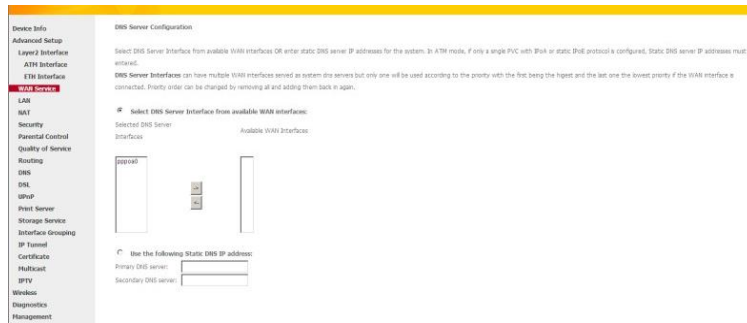 Device Info
Advanced Setup
Layer2 Interface
ATM Interface
ETH Interface
WAN Service
LAN
NAT
Security
Parental Control
Quality of Service
Routing
DNS
DSL
UPnP
Print Server
Storage Service
Interface Grouping
IP Tunnel
Certificate
Multicast
IPTV
Wireless
Diagnostics
Management
DNS Server Configuration
Select DNS Server Interface from available WAN interfaces OR enter static DNS server IP addresses for the system. In ATM mode, if only a single PVC with IPoA or static IPoE protocol is configured, Static DNS server IP addresses must
entered.
DNS Server Interfaces can have multiple WAN interfaces served as system dns servers but only one will be used according to the priority with the first being the higest and the last one the lowest priority if the WAN interface is
connected. Priority order can be changed by removing all and adding them back in again.
Select DNS Server Interface from available WAN interfaces:
Selected DNS Server
Interfaces
Available WAN Interfaces
pppoa0
->
<-
Use the following Static DNS IP address:
Primary DNS server:
Secondary DNS server: